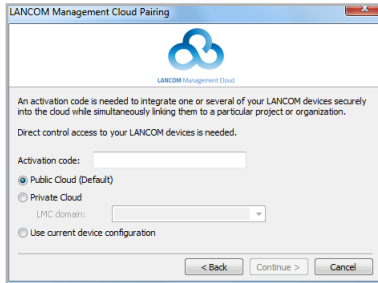 LANCOM Management Cloud Pairing
LANCOM Management Cloud
An activation code is needed to integrate one or several of your LANCOM devices securely
into the cloud while simultaneously linking them to a particular project or organization.
Direct control access to your LANCOM devices is needed.
Activation code:
Public Cloud (Default)
Private Cloud
LMC domain:
Use current device configuration
< Back Continue > Cancel